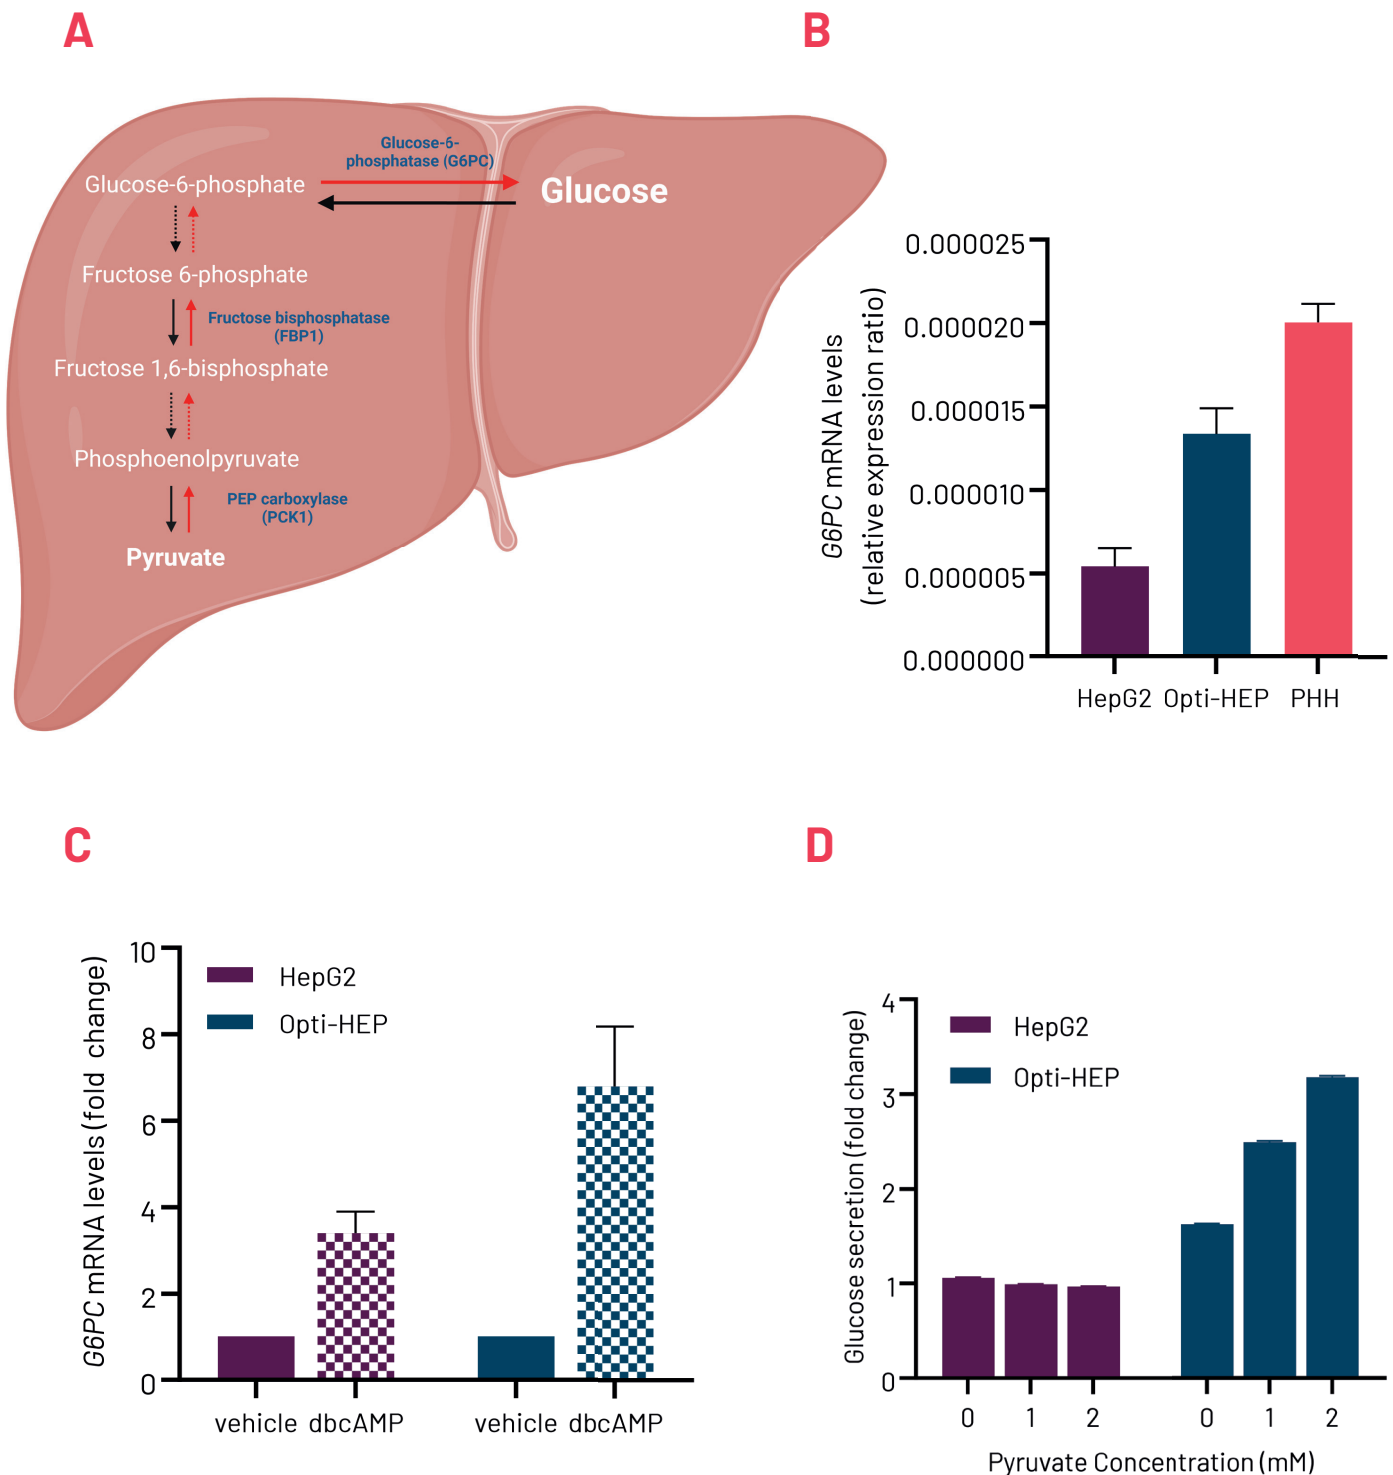 A
Glucose-6-
phosphatase (G6PC)
Glucose-6-phosphate
Glucose
Fructose 6-phosphate
Fructose bisphosphatase
(FBP1)
Fructose 1,6-bisphosphate
Phosphoenolpyruvate
PEP carboxylase
(PCK1)
Pyruvate
B
G6PC mRNA levels
(relative expression ratio)
0.000025
0.000020
0.000015
0.000010
0.000005
0.000000
HepG2 Opti-HEP PHH
C
G6PC mRNA levels (fold change)
10
8
6
4
2
0
HepG2
Opti-HEP
vehicle dbcAMP vehicle dbcAMP
D
Glucose secretion (fold change)
4
3
2
1
0
HepG2
Opti-HEP
0 1 2 0 1 2
Pyruvate Concentration (mM)